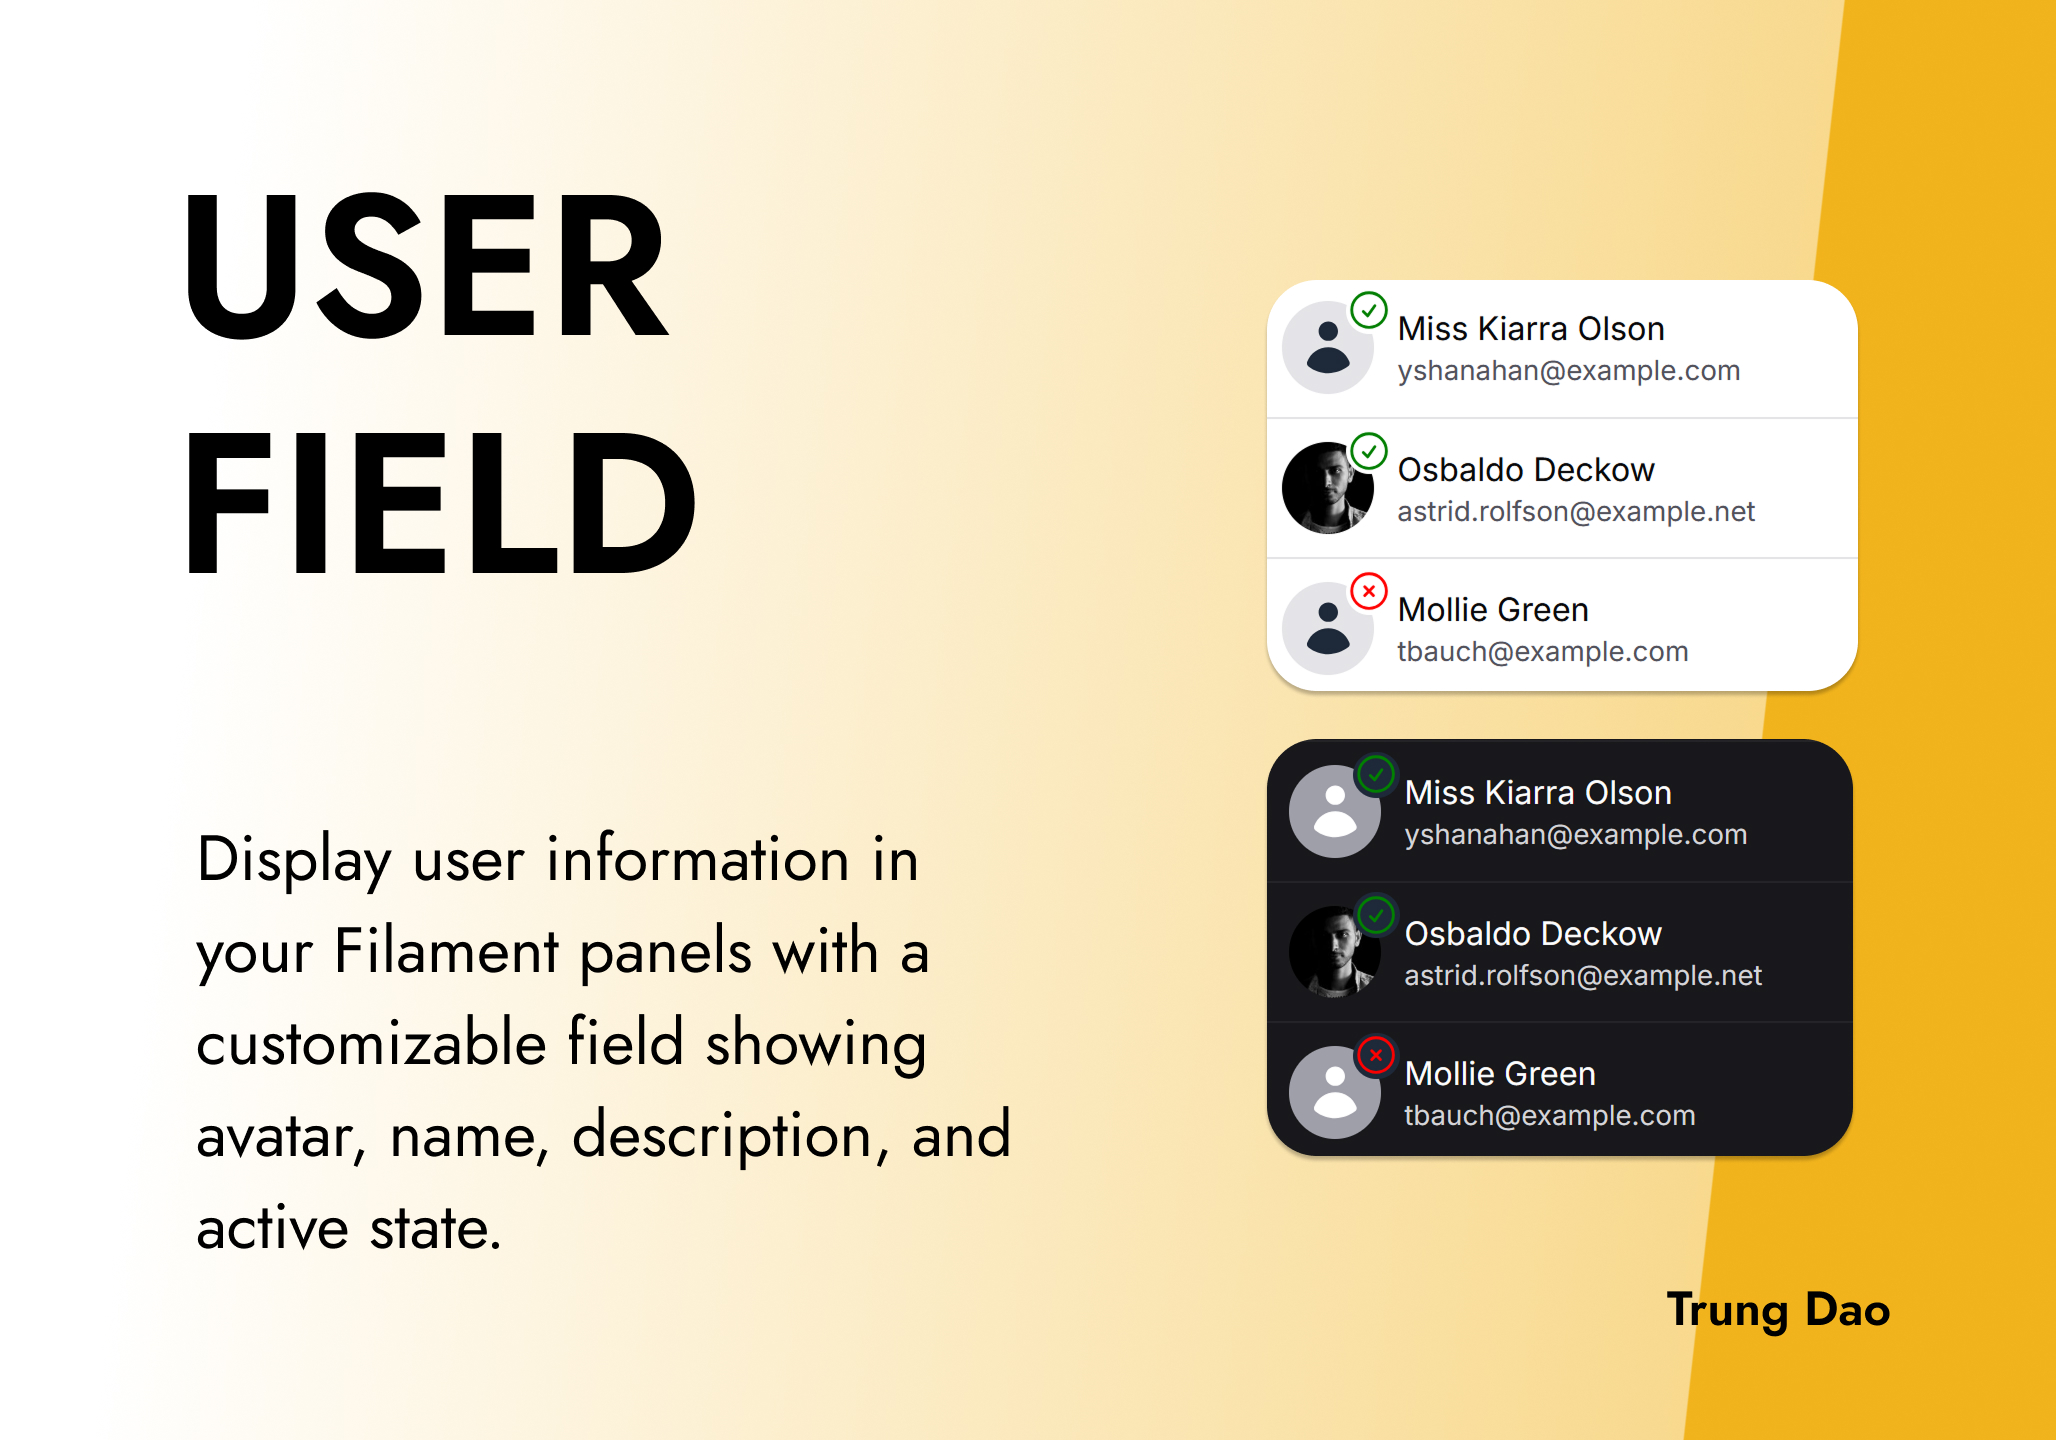 USER
FIELD
Display user information in
your Filament panels with a
customizable field showing
avatar, name, description, and
active state.
Miss Kiarra Olson
yshanahan@example.com
Osbaldo Deckow
astrid.rolfson@example.net
Mollie Green
tbauch@example.com
Miss Kiarra Olson
yshanahan@example.com
Osbaldo Deckow
astrid.rolfson@example.net
Mollie Green
tbauch@example.com
Trung Dao